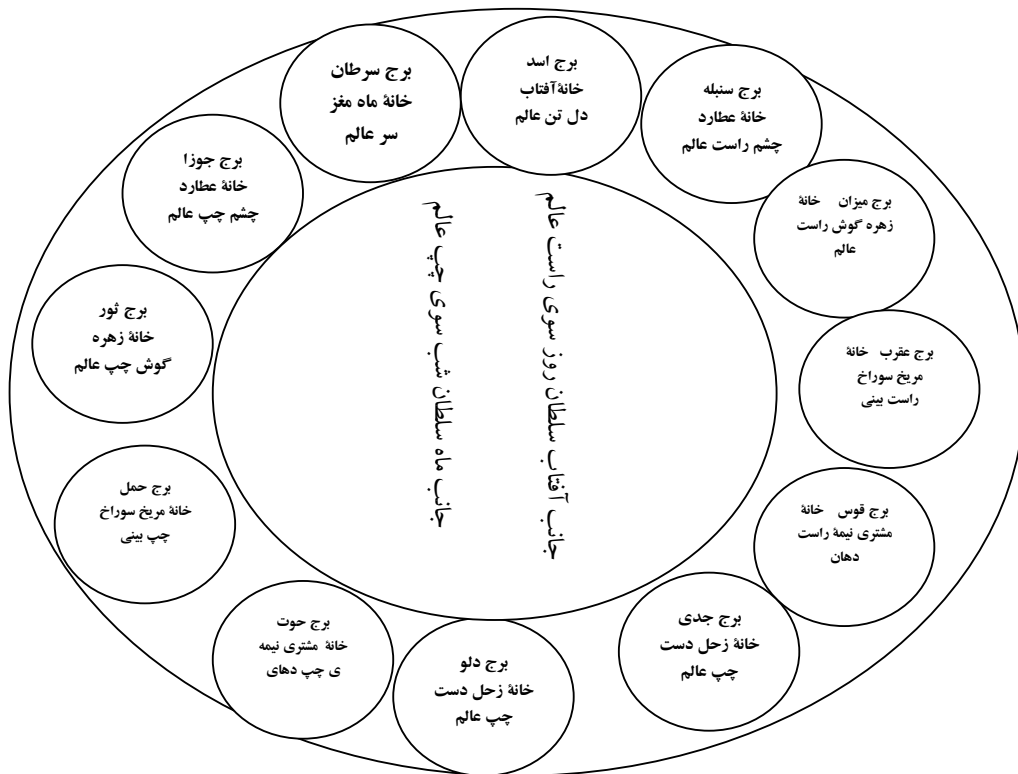 برج اسد
خانۀ آفتاب
دل تن عالم
برج سنبله
خانۀ عطارد
چشم راست عالم
برج میزان خانۀ
زهره گوش راست
عالم
برج عقرب خانۀ
مریخ سوراخ
راست بینی
برج قوس خانۀ
مشتری نیمۀ راست
دهان
برج جدی
خانۀ زحل دست
چپ عالم
برج دلو
خانۀ زحل دست
چپ عالم
برج حوت
خانۀ مشتری نیمه
ی چپ دهای
برج حمل
خانۀ مریخ سوراخ
چپ بینی
برج ثور
خانۀ زهره
گوش چپ عالم
برج جوزا
خانۀ عطارد
چشم چپ عالم
برج سرطان
خانۀ ماه مغز
سر عالم
جانب آفتاب سلطان روز سوی راست عالم
جانب ماه سلطان شب سوی چپ عالم